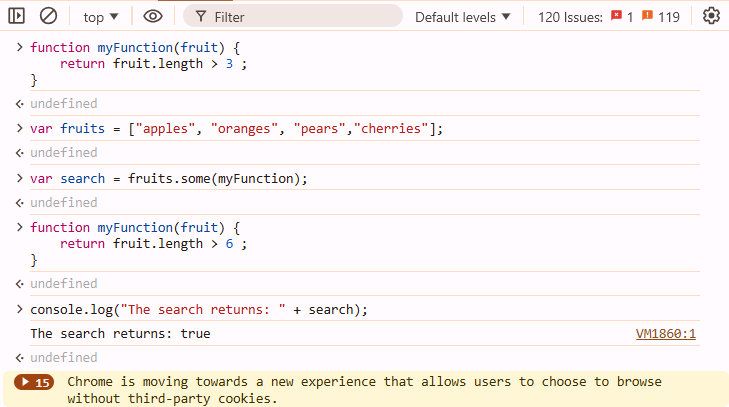 top Filter Default levels 120 Issues: 1 119
function myFunction(fruit) {
    return fruit.length > 3 ;
}
undefined
var fruits = ["apples", "oranges", "pears","cherries"];
undefined
var search = fruits.some(myFunction);
undefined
function myFunction(fruit) {
    return fruit.length > 6 ;
}
undefined
console.log("The search returns: " + search);
The search returns: true VM1860:1
undefined
15 Chrome is moving towards a new experience that allows users to choose to browse
without third-party cookies.